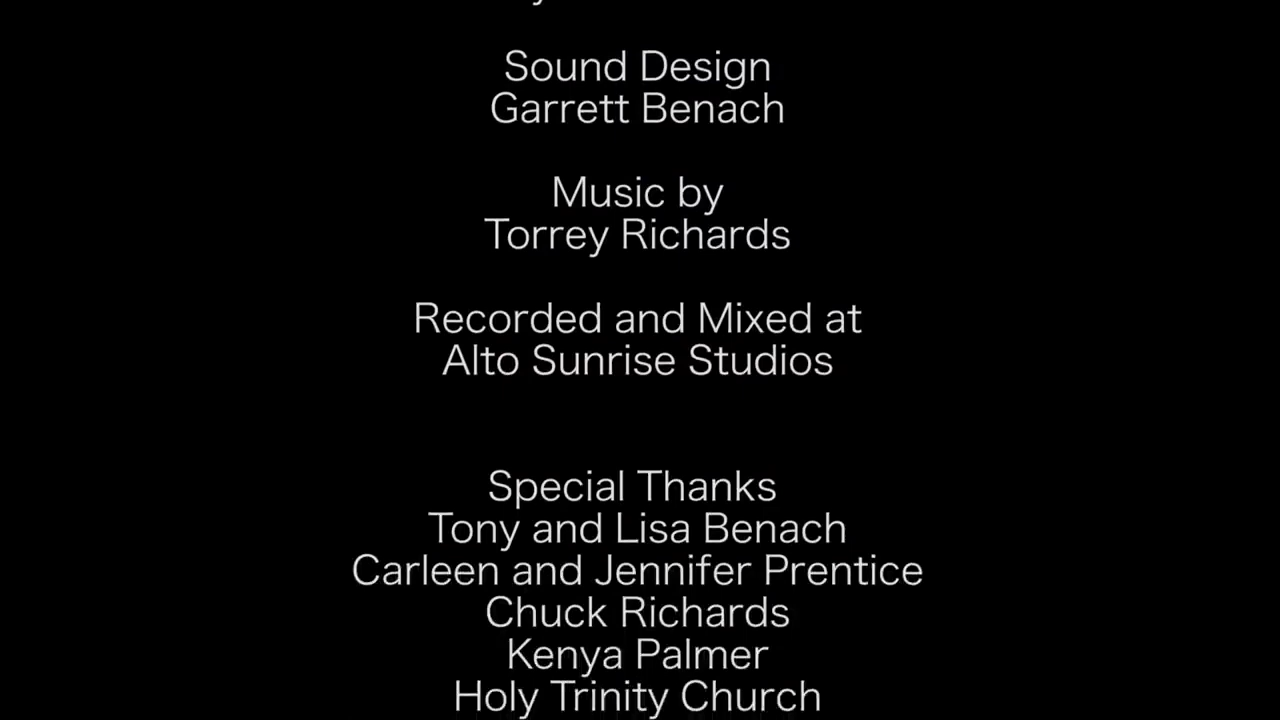 Sound Design
Garrett Benach
Music by
Torrey Richards
Recorded and Mixed at
Alto Sunrise Studios
Special Thanks
Tony and Lisa Benach
Carleen and Jennifer Prentice
Chuck Richards
Kenya Palmer
Holy Trinity Church